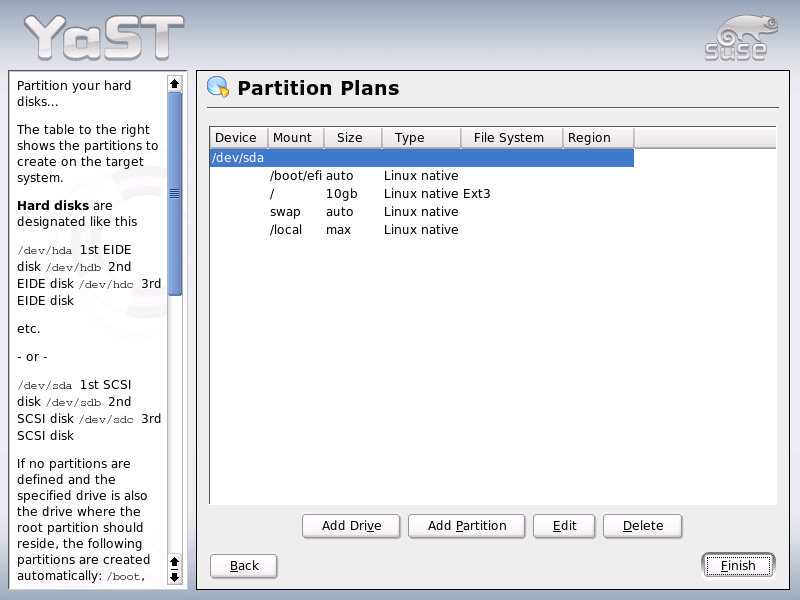 YaST
suse
Partition your hard
disks...
The table to the right
shows the partitions to
create on the target
system.
Hard disks are
designated like this
/dev/hda 1st EIDE
disk /dev/hdb 2nd
EIDE disk /dev/hdc 3rd
EIDE disk
etc.
- or -
/dev/sda 1st SCSI
disk /dev/sdb 2nd
SCSI disk /dev/sdc 3rd
SCSI disk
If no partitions are
defined and the
specified drive is also
the drive where the
root partition should
reside, the following
partitions are created
automatically: /boot,
Partition Plans
Device Mount Size Type File System Region
/dev/sda
/boot/efi auto Linux native
/ 10gb Linux native Ext3
swap auto Linux native
/local max Linux native
Add Drive Add Partition Edit Delete
Back Finish